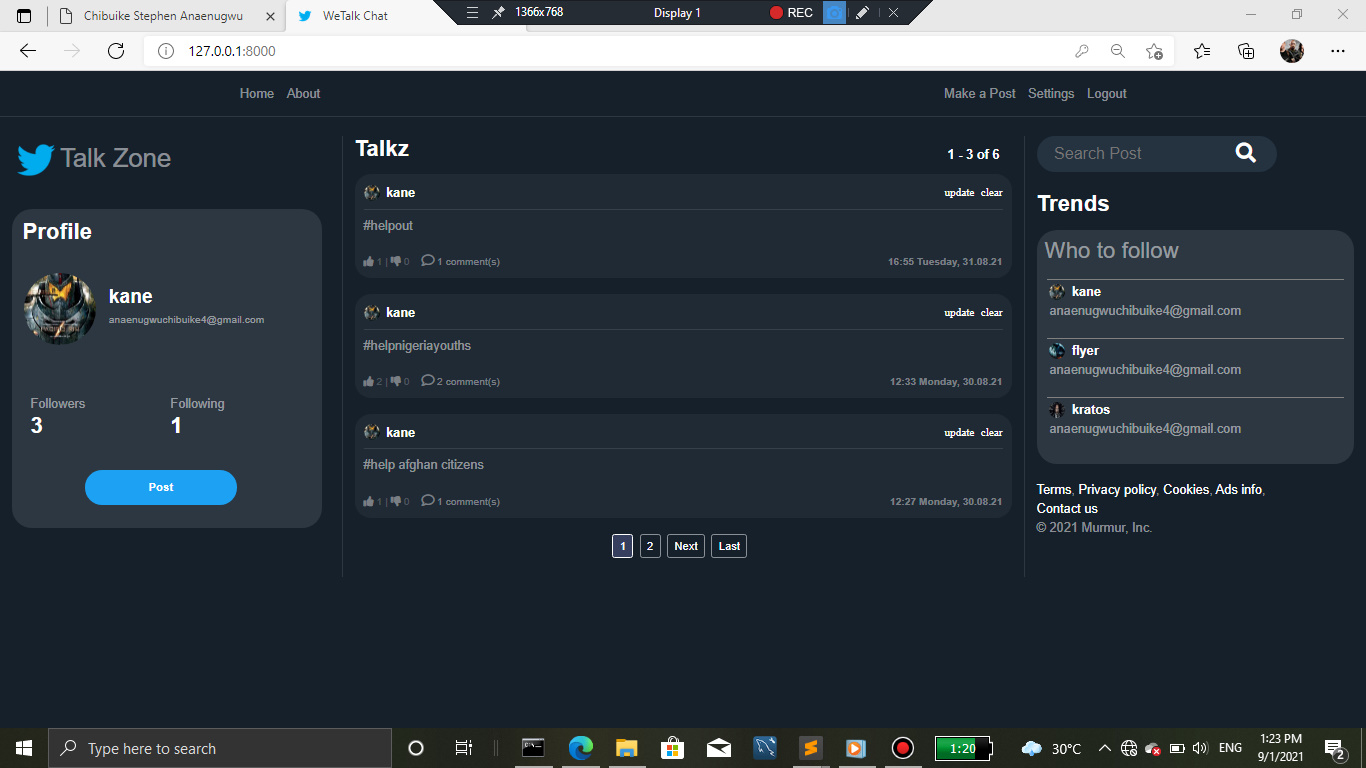 Chibuike Stephen Anaenugwu
WeTalk Chat
1366x768
Display 1
REC
127.0.0.1:8000
Home About
Make a Post Settings Logout
Talk Zone
Profile
kane
anaenugwuchibuike4@gmail.com
Followers Following
3 1
Post
Talkz
1 - 3 of 6
kane update clear
#helpout
1 | 0 1 comment(s) 16:55 Tuesday, 31.08.21
kane update clear
#helpnigeriayouths
2 | 0 2 comment(s) 12:33 Monday, 30.08.21
kane update clear
#help afghan citizens
1 | 0 1 comment(s) 12:27 Monday, 30.08.21
1 2 Next Last
Search Post
Trends
Who to follow
kane
anaenugwuchibuike4@gmail.com
flyer
anaenugwuchibuike4@gmail.com
kratos
anaenugwuchibuike4@gmail.com
Terms, Privacy policy, Cookies, Ads info,
Contact us
© 2021 Murmur, Inc.
Type here to search
1:20
30°C
ENG
1:23 PM
9/1/2021
2